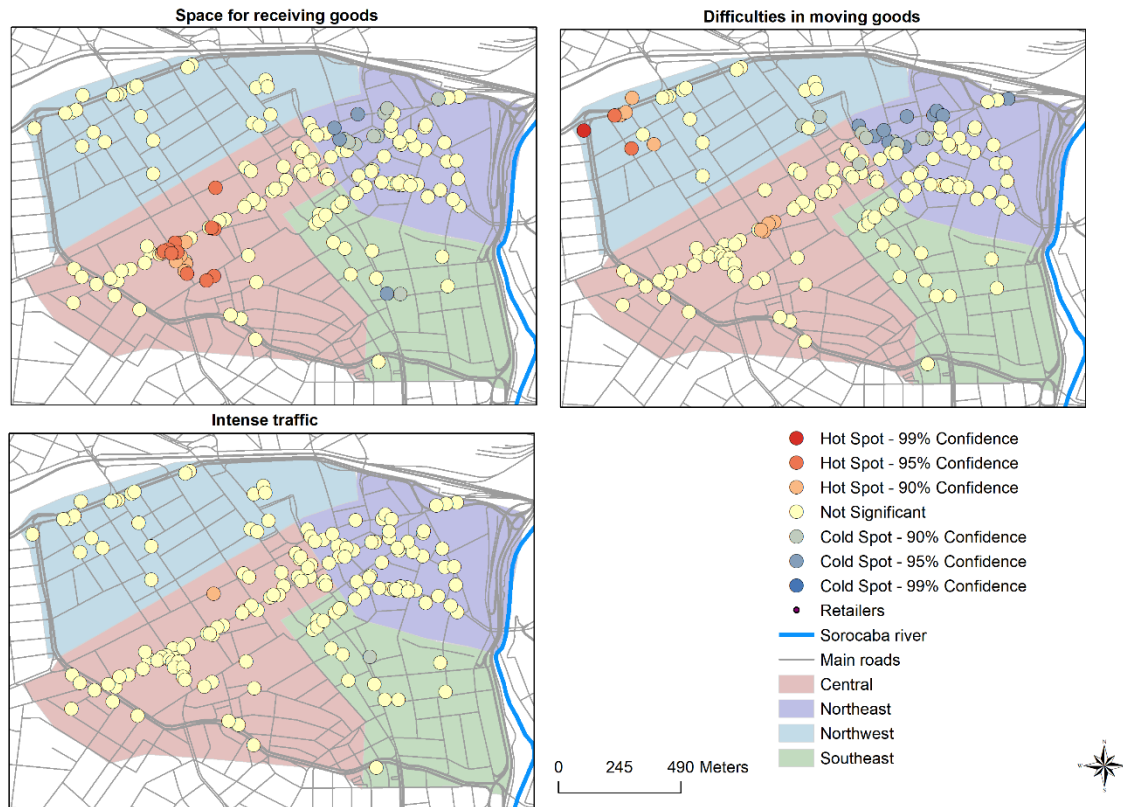 Space for receiving goods
Difficulties in moving goods
Intense traffic
Hot Spot - 99% Confidence
Hot Spot - 95% Confidence
Hot Spot - 90% Confidence
Not Significant
Cold Spot - 90% Confidence
Cold Spot - 95% Confidence
Cold Spot - 99% Confidence
Retailers
Sorocaba river
Main roads
Central
Northeast
Northwest
Southeast
0 245 490 Meters
N
W E
S